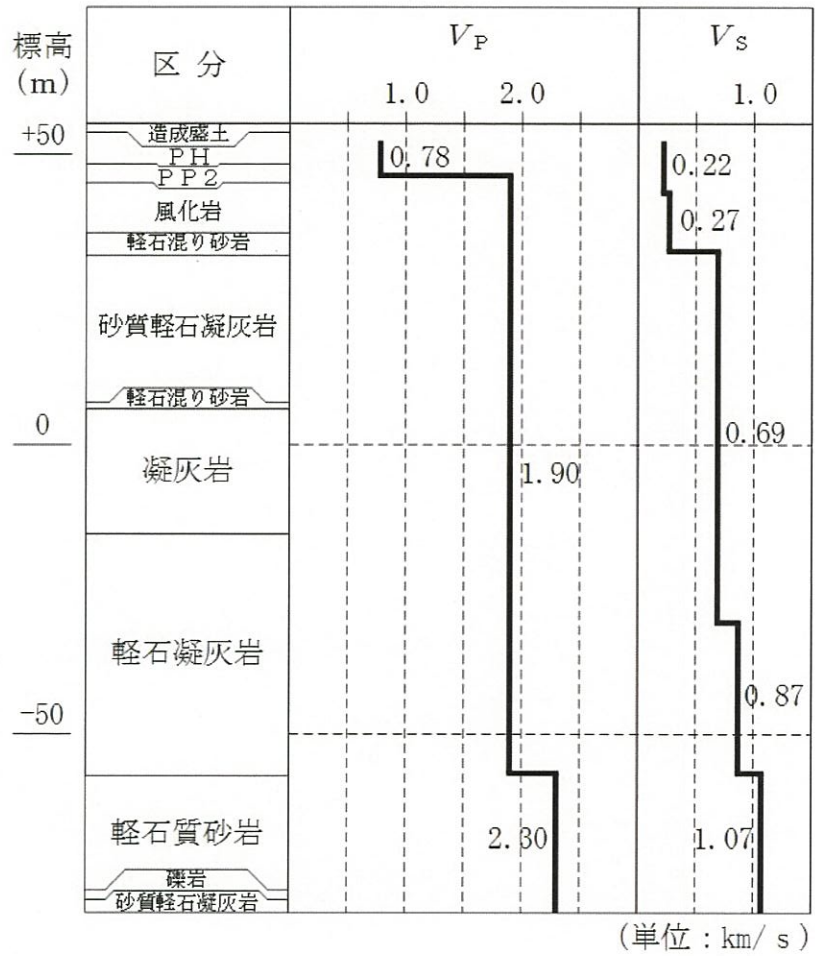 標高
(m)
区分
VP
VS
1.0 2.0
1.0
+50
造成盛土
PH
PP2
風化岩
軽石混り砂岩
砂質軽石凝灰岩
軽石混り砂岩
0
凝灰岩
軽石凝灰岩
-50
軽石質砂岩
礫岩
砂質軽石凝灰岩
0.78
1.90
2.30
0.22
0.27
0.69
0.87
1.07
(単位:km/s)